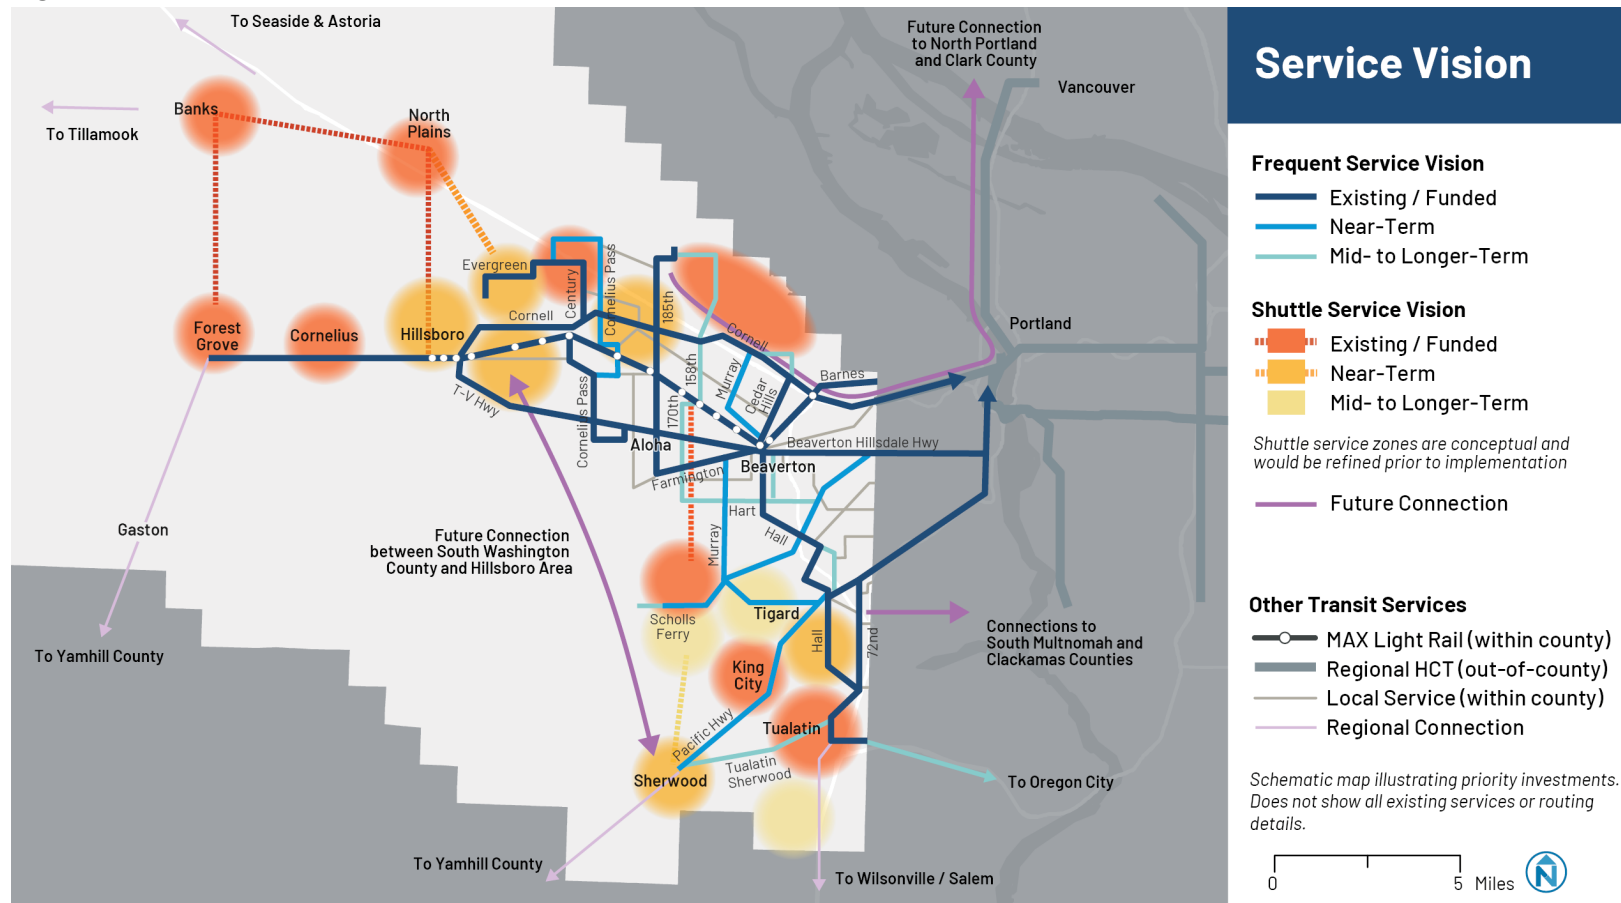 To Seaside & Astoria
Future Connection
to North Portland
and Clark County
Vancouver
Banks
To Tillamook
North
Plains
Evergreen
Century
Cornelius Pass
185th
Cornell
Cornell
Portland
Forest
Grove
Cornelius
Hillsboro
158th
Murray
Cedar
Hills
Barnes
T-V Hwy
Cornelius Pass
170th
Aloha
Beaverton Hillsdale Hwy
Beaverton
Farmington
Hart
Hall
Murray
Gaston
Future Connection
between South Washington
County and Hillsboro Area
Scholls
Ferry
Tigard
Hall
72nd
Connections to
South Multnomah and
Clackamas Counties
To Yamhill County
King
City
Pacific Hwy
Tualatin
Sherwood
Tualatin
Sherwood
To Oregon City
To Yamhill County
To Wilsonville / Salem
Service Vision
Frequent Service Vision
Existing / Funded
Near-Term
Mid- to Longer-Term
Shuttle Service Vision
Existing / Funded
Near-Term
Mid- to Longer-Term
Shuttle service zones are conceptual and
would be refined prior to implementation
Future Connection
Other Transit Services
MAX Light Rail (within county)
Regional HCT (out-of-county)
Local Service (within county)
Regional Connection
Schematic map illustrating priority investments.
Does not show all existing services or routing
details.
0 5 Miles
N